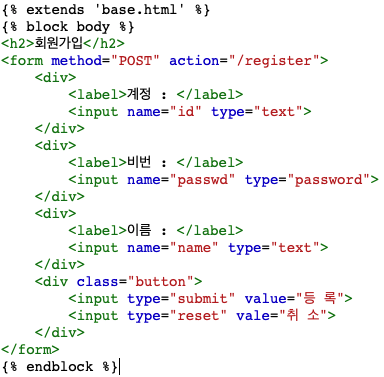 {% extends 'base.html' %}
{% block body %}
<h2>회원가입</h2>
<form method="POST" action="/register">
    <div>
        <label>계정 : </label>
        <input name="id" type="text">
    </div>
    <div>
        <label>비번 : </label>
        <input name="passwd" type="password">
    </div>
    <div>
        <label>이름 : </label>
        <input name="name" type="text">
    </div>
    <div class="button">
        <input type="submit" value="등 록">
        <input type="reset" vale="취 소">
    </div>
</form>
{% endblock %}